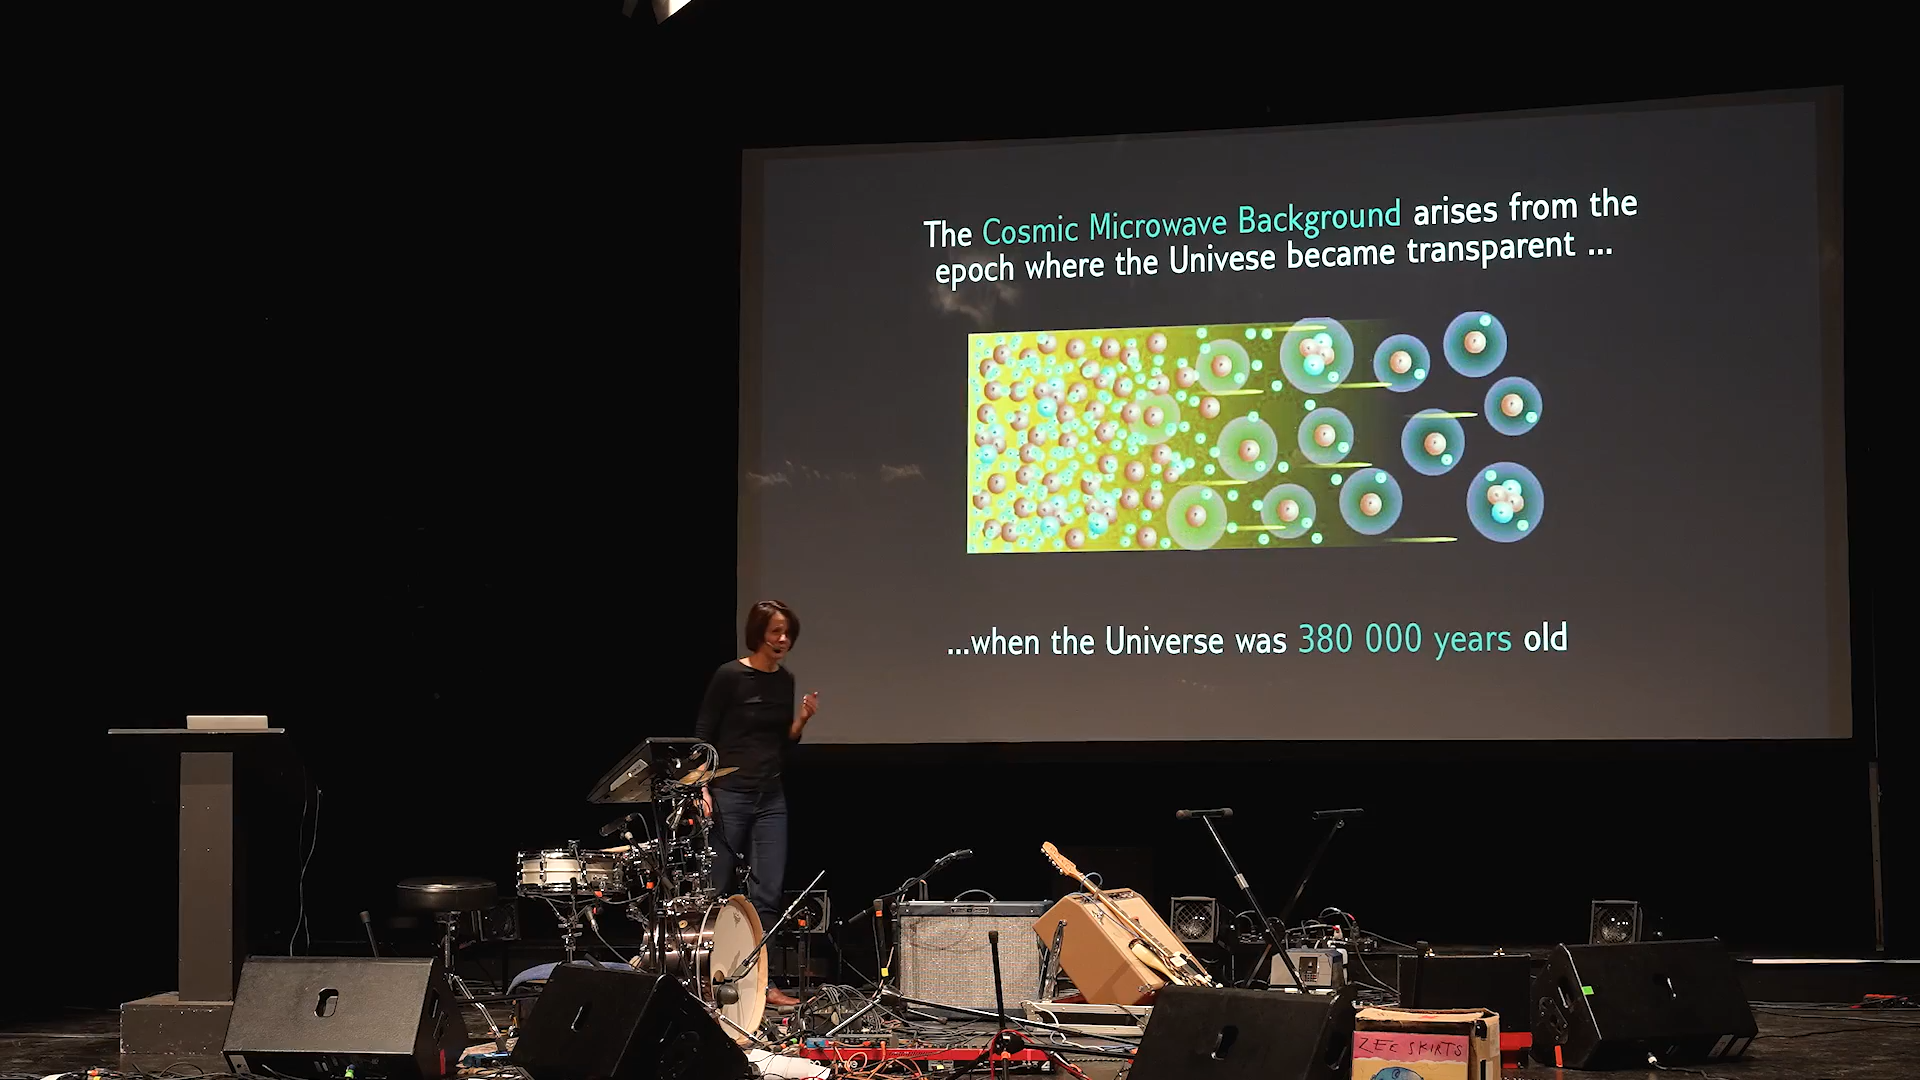 The Cosmic Microwave Background arises from the
epoch where the Univese became transparent ...
...when the Universe was 380 000 years old
ZEE SKIRTS